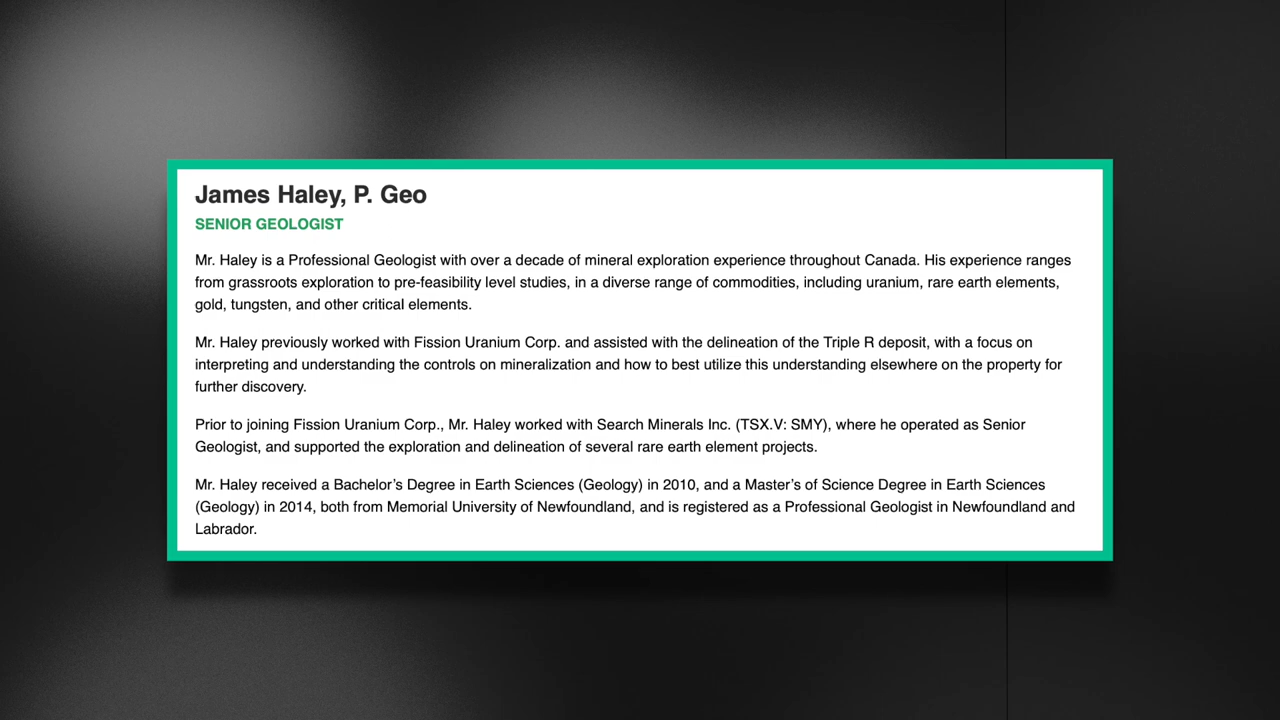 James Haley, P. Geo
SENIOR GEOLOGIST
Mr. Haley is a Professional Geologist with over a decade of mineral exploration experience throughout Canada. His experience ranges
from grassroots exploration to pre-feasibility level studies, in a diverse range of commodities, including uranium, rare earth elements,
gold, tungsten, and other critical elements.
Mr. Haley previously worked with Fission Uranium Corp. and assisted with the delineation of the Triple R deposit, with a focus on
interpreting and understanding the controls on mineralization and how to best utilize this understanding elsewhere on the property for
further discovery.
Prior to joining Fission Uranium Corp., Mr. Haley worked with Search Minerals Inc. (TSX.V: SMY), where he operated as Senior
Geologist, and supported the exploration and delineation of several rare earth element projects.
Mr. Haley received a Bachelor’s Degree in Earth Sciences (Geology) in 2010, and a Master’s of Science Degree in Earth Sciences
(Geology) in 2014, both from Memorial University of Newfoundland, and is registered as a Professional Geologist in Newfoundland and
Labrador.